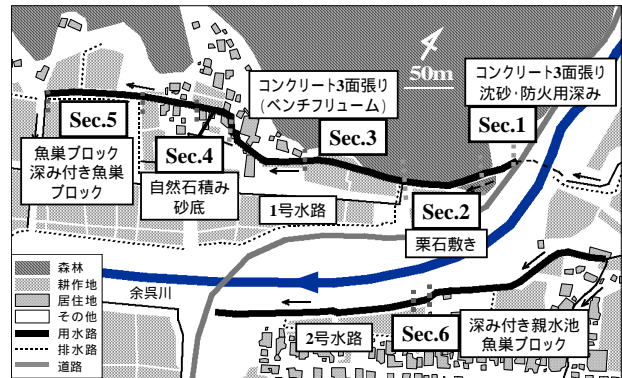 50m
コンクリート3面張り
(ベンチフリューム)
コンクリート3面張り
沈砂・防火用深み
Sec.1
Sec.3
Sec.5
Sec.4
魚巣ブロック
深み付き魚巣
ブロック
自然石積み
砂底
Sec.2
栗石敷き
1号水路
森林
耕作地
居住地
その他
用水路
排水路
道路
余呉川
2号水路
Sec.6
深み付き親水池
魚巣ブロック